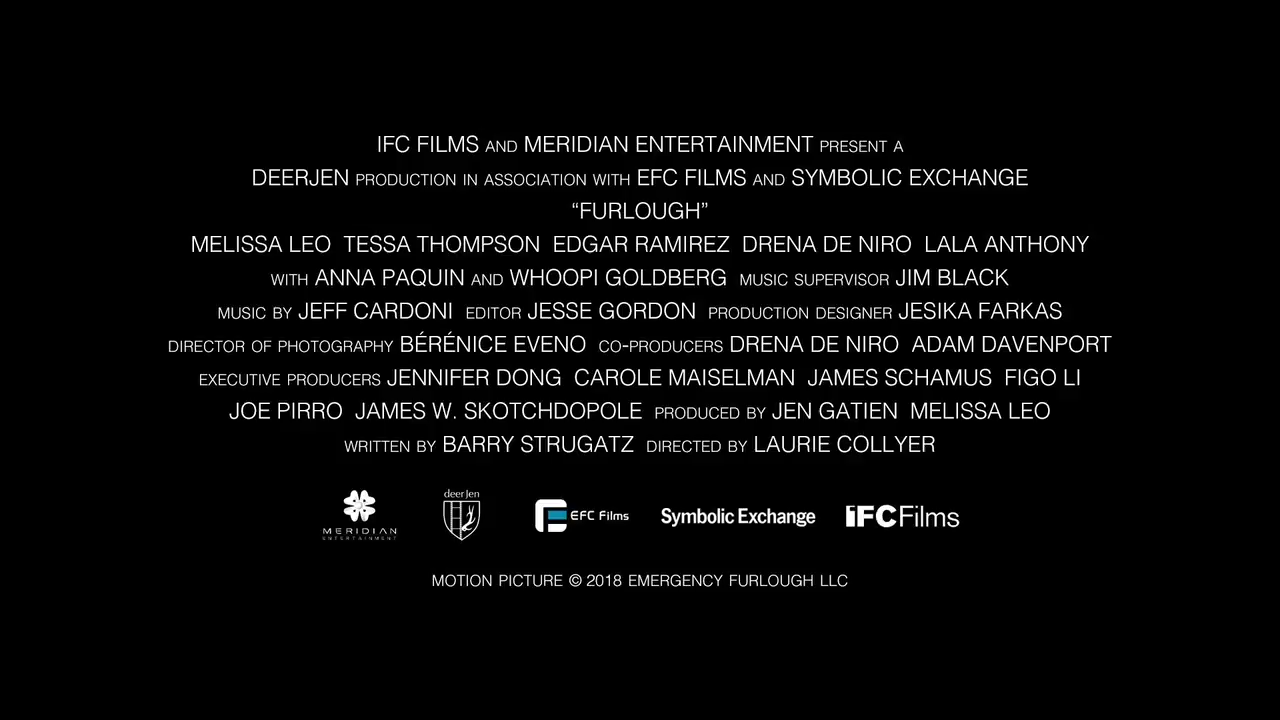 IFC FILMS AND MERIDIAN ENTERTAINMENT PRESENT A
DEERJEN PRODUCTION IN ASSOCIATION WITH EFC FILMS AND SYMBOLIC EXCHANGE
“FURLOUGH”
MELISSA LEO TESSA THOMPSON EDGAR RAMIREZ DRENA DE NIRO LALA ANTHONY
WITH ANNA PAQUIN AND WHOOPI GOLDBERG MUSIC SUPERVISOR JIM BLACK
MUSIC BY JEFF CARDONI EDITOR JESSE GORDON PRODUCTION DESIGNER JESIKA FARKAS
DIRECTOR OF PHOTOGRAPHY BÉRÉNICE EVENO CO-PRODUCERS DRENA DE NIRO ADAM DAVENPORT
EXECUTIVE PRODUCERS JENNIFER DONG CAROLE MAISELMAN JAMES SCHAMUS FIGO LI
JOE PIRRO JAMES W. SKOTCHDOPOLE PRODUCED BY JEN GATIEN MELISSA LEO
WRITTEN BY BARRY STRUGATZ DIRECTED BY LAURIE COLLYER
MERIDIAN
ENTERTAINMENT
deerjen
EFC Films
Symbolic Exchange
IFC Films
MOTION PICTURE © 2018 EMERGENCY FURLOUGH LLC